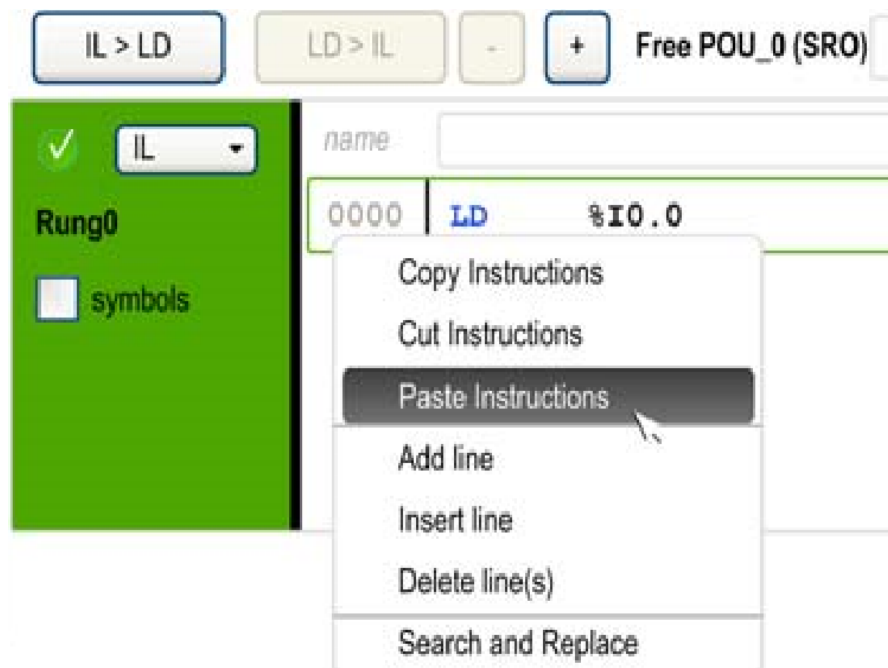 IL > LD LD > IL - + Free POU_0 (SR0)
IL name
Rung0 0000 LD %I0.0
symbols
Copy Instructions
Cut Instructions
Paste Instructions
Add line
Insert line
Delete line(s)
Search and Replace